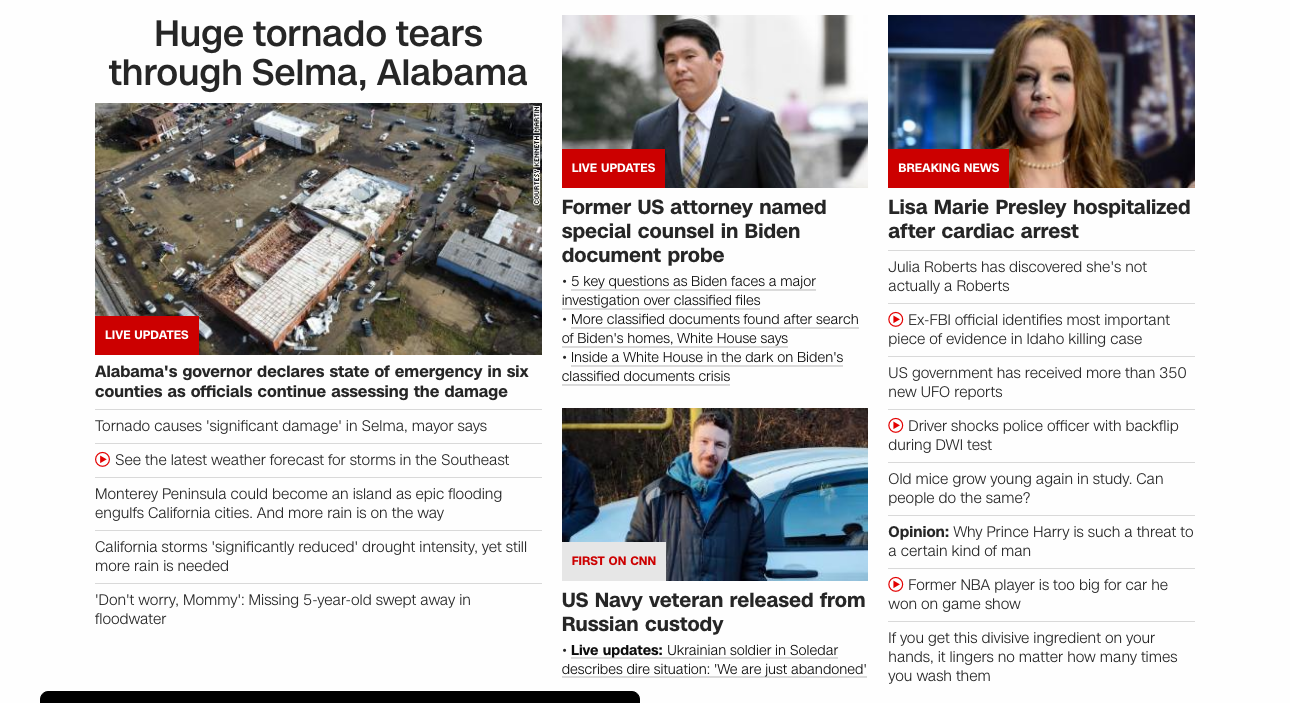 Huge tornado tears
through Selma, Alabama
COURTESY KENNETH MARTIN
LIVE UPDATES
Alabama's governor declares state of emergency in six
counties as officials continue assessing the damage
Tornado causes 'significant damage' in Selma, mayor says
See the latest weather forecast for storms in the Southeast
Monterey Peninsula could become an island as epic flooding
engulfs California cities. And more rain is on the way
California storms 'significantly reduced' drought intensity, yet still
more rain is needed
'Don't worry, Mommy': Missing 5-year-old swept away in
floodwater
LIVE UPDATES
Former US attorney named
special counsel in Biden
document probe
• 5 key questions as Biden faces a major
investigation over classified files
• More classified documents found after search
of Biden's homes, White House says
• Inside a White House in the dark on Biden's
classified documents crisis
FIRST ON CNN
US Navy veteran released from
Russian custody
• Live updates: Ukrainian soldier in Soledar
describes dire situation: 'We are just abandoned'
BREAKING NEWS
Lisa Marie Presley hospitalized
after cardiac arrest
Julia Roberts has discovered she's not
actually a Roberts
Ex-FBI official identifies most important
piece of evidence in Idaho killing case
US government has received more than 350
new UFO reports
Driver shocks police officer with backflip
during DWI test
Old mice grow young again in study. Can
people do the same?
Opinion: Why Prince Harry is such a threat to
a certain kind of man
Former NBA player is too big for car he
won on game show
If you get this divisive ingredient on your
hands, it lingers no matter how many times
you wash them